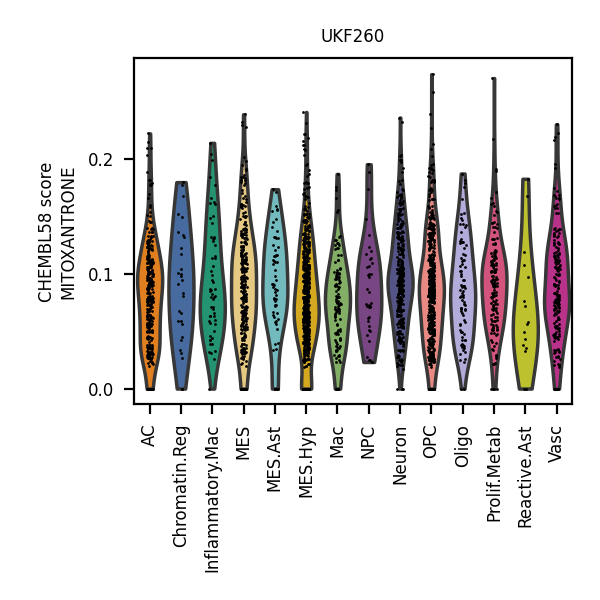 UKF260
CHEMBL58 score
MITOXANTRONE
0.2
0.1
0.0
AC
Chromatin.Reg
Inflammatory.Mac
MES
MES.Ast
MES.Hyp
Mac
NPC
Neuron
OPC
Oligo
Prolif.Metab
Reactive.Ast
Vasc